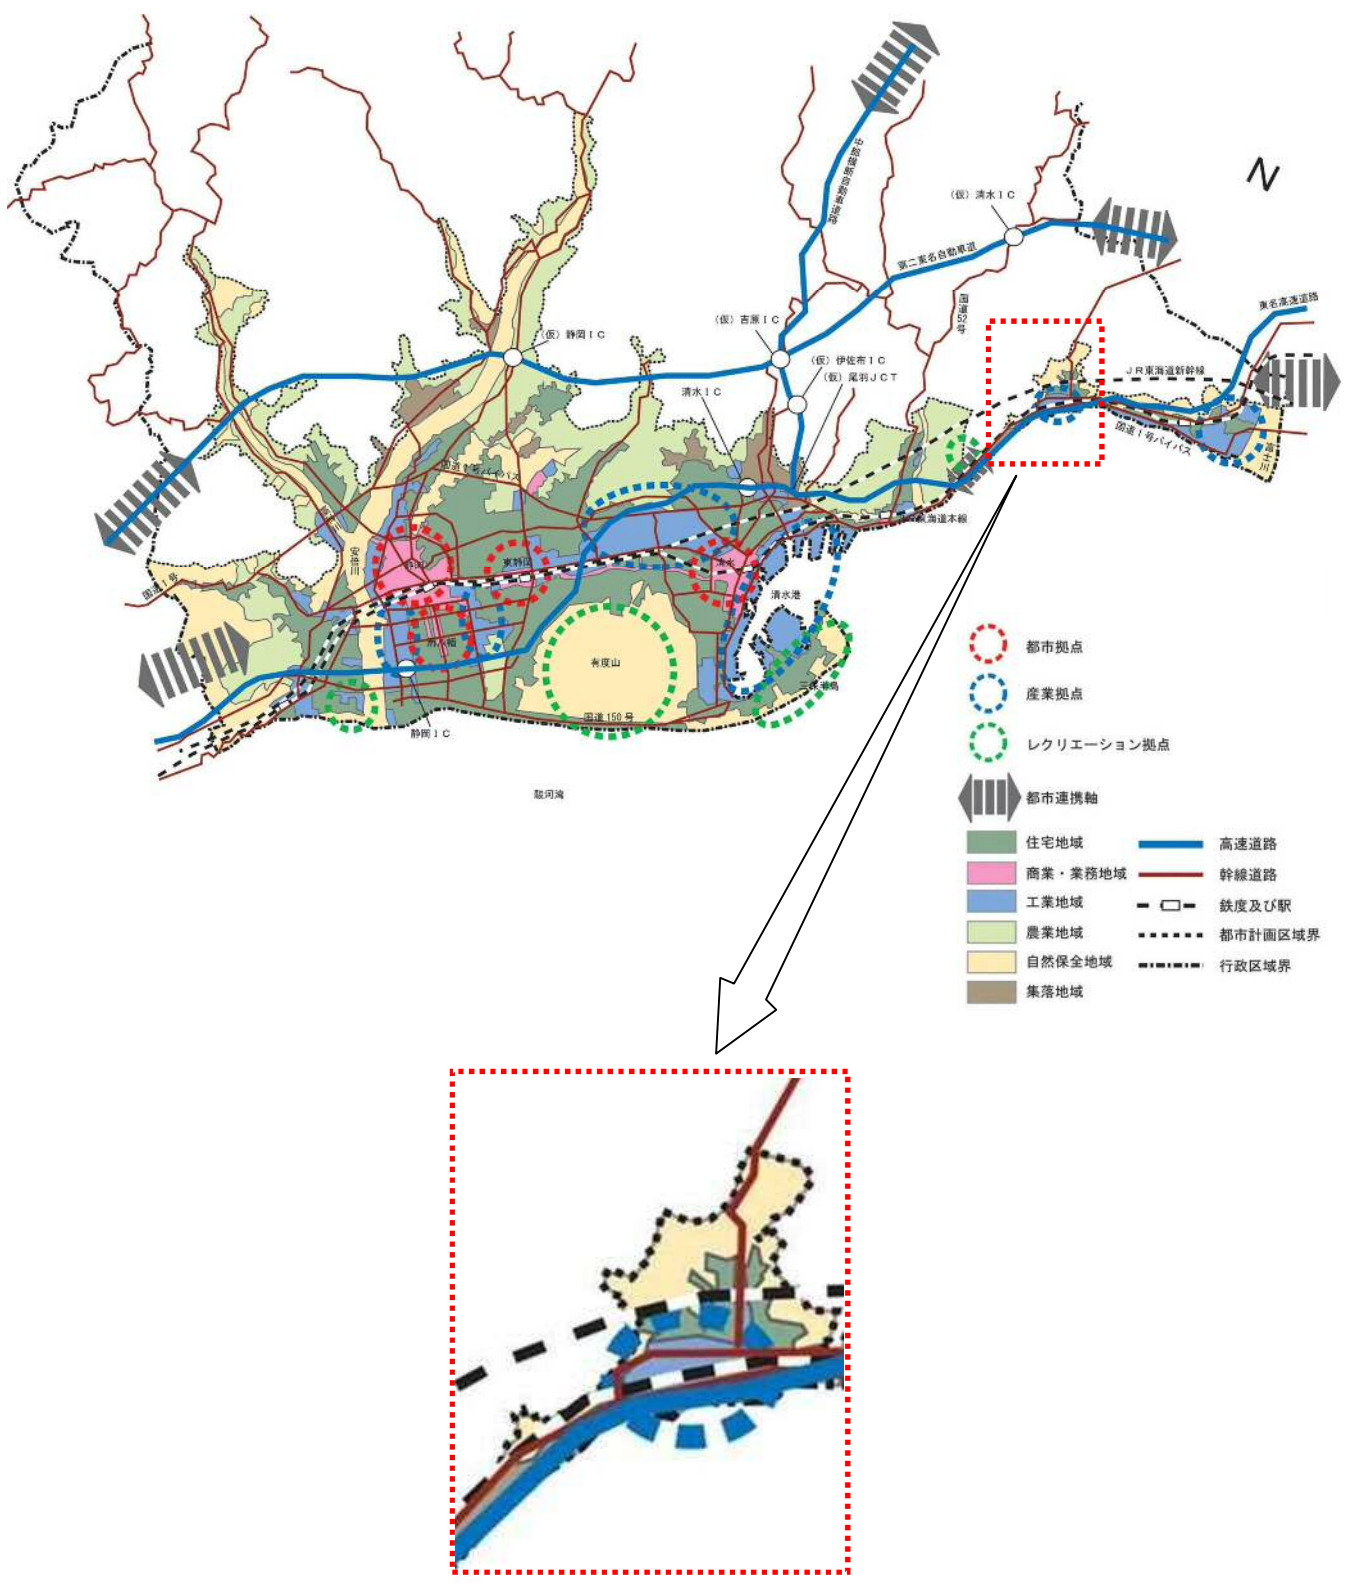 N
中部横断自動車道路
(仮)清水IC
第二東名自動車道
国道52号
東名高速道路
(仮)静岡IC
(仮)吉原IC
(仮)伊佐布IC
(仮)尾羽JCT
清水IC
JR東海道新幹線
国道1号バイパス
富士川
国道1号バイパス
東海道本線
安倍川
東静岡
清水
清水港
国道1号
有度山
三保半島
国道150号
静岡IC
駿河湾
都市拠点
産業拠点
レクリエーション拠点
都市連携軸
住宅地域
商業・業務地域
工業地域
農業地域
自然保全地域
集落地域
高速道路
幹線道路
鉄度及び駅
都市計画区域界
行政区域界